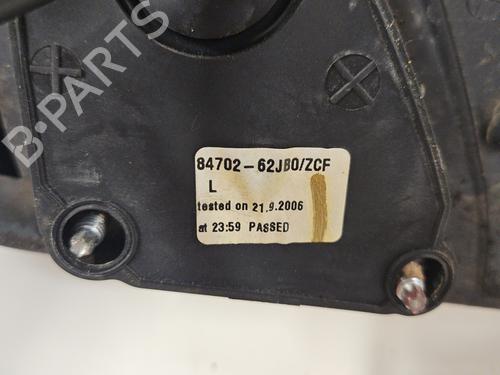 84702-62JB0/ZCF
L
tested on 21.9.2006
at 23:59 PASSED
B-PARTS